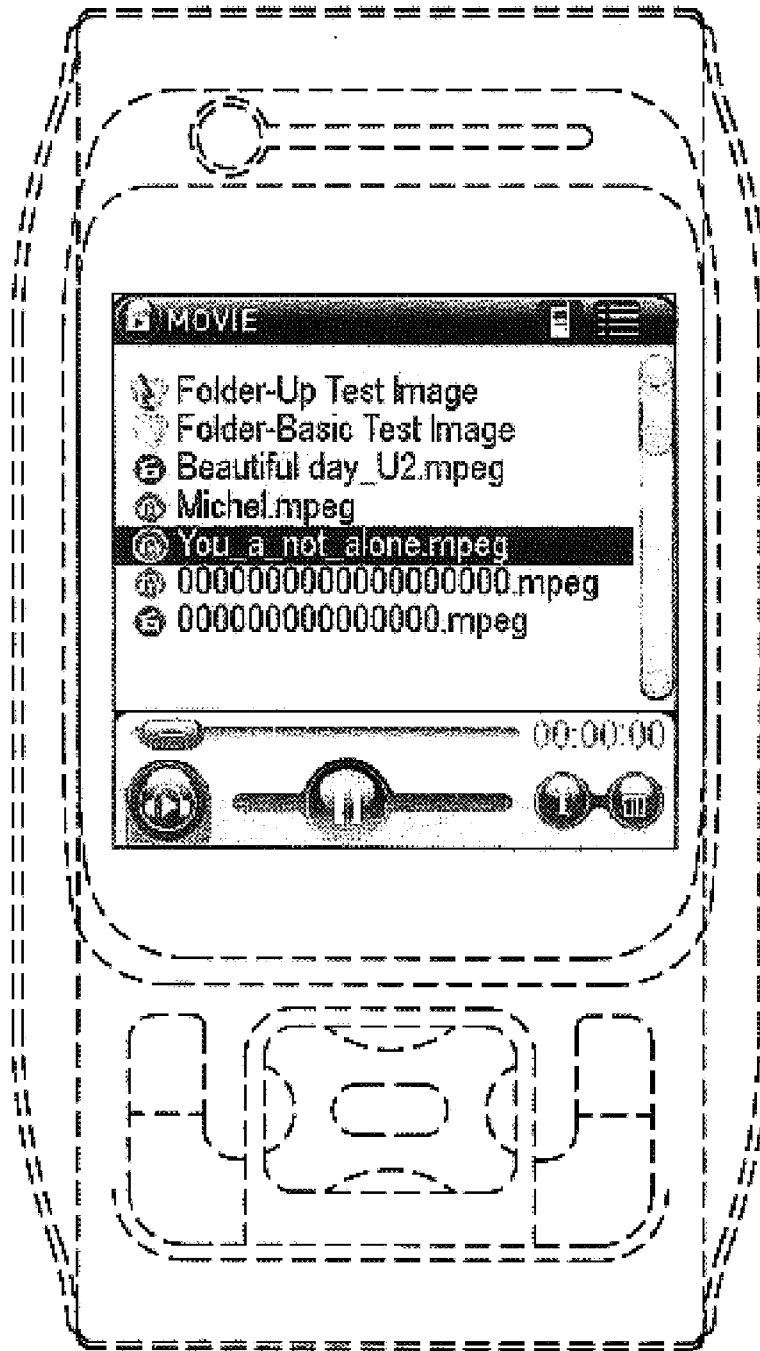 MOVIE
Folder-Up Test Image
Folder-Basic Test Image
Beautiful day_U2.mpeg
Michel.mpeg
You_a_not_alone.mpeg
0000000000000000000.mpeg
000000000000000.mpeg
00:00:00